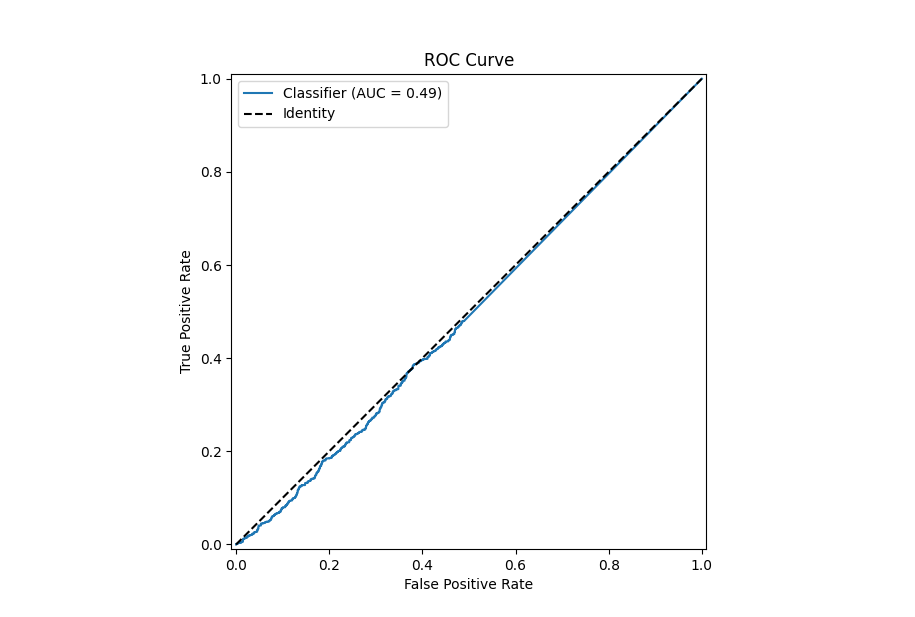 ROC Curve
Classifier (AUC = 0.49)
Identity
True Positive Rate
1.0
0.8
0.6
0.4
0.2
0.0
0.0 0.2 0.4 0.6 0.8 1.0
False Positive Rate